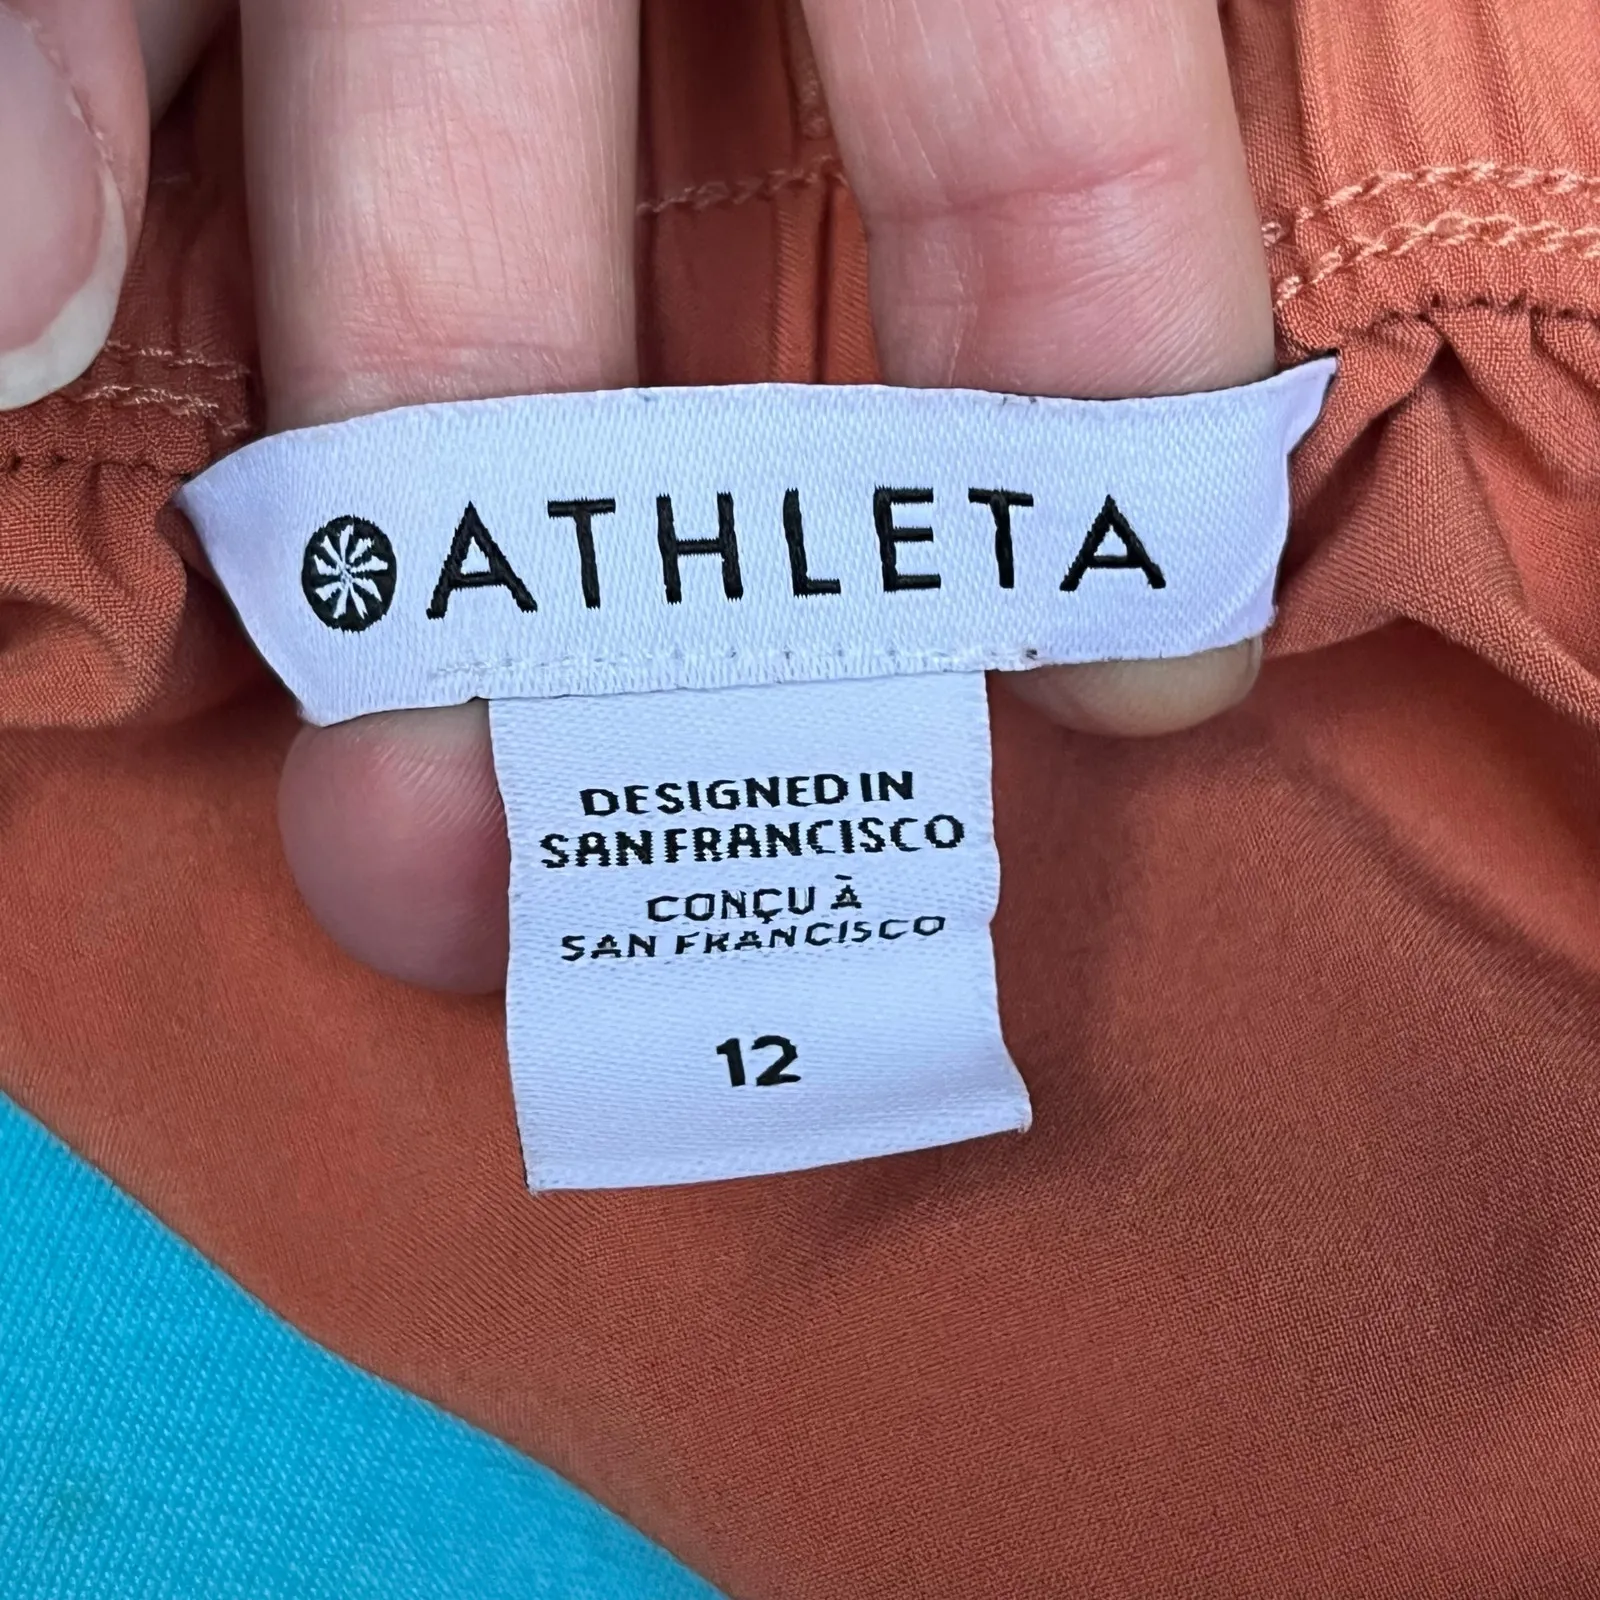 ATHLETA
DESIGNED IN
SAN FRANCISCO
CONÇU À
SAN FRANCISCO
12